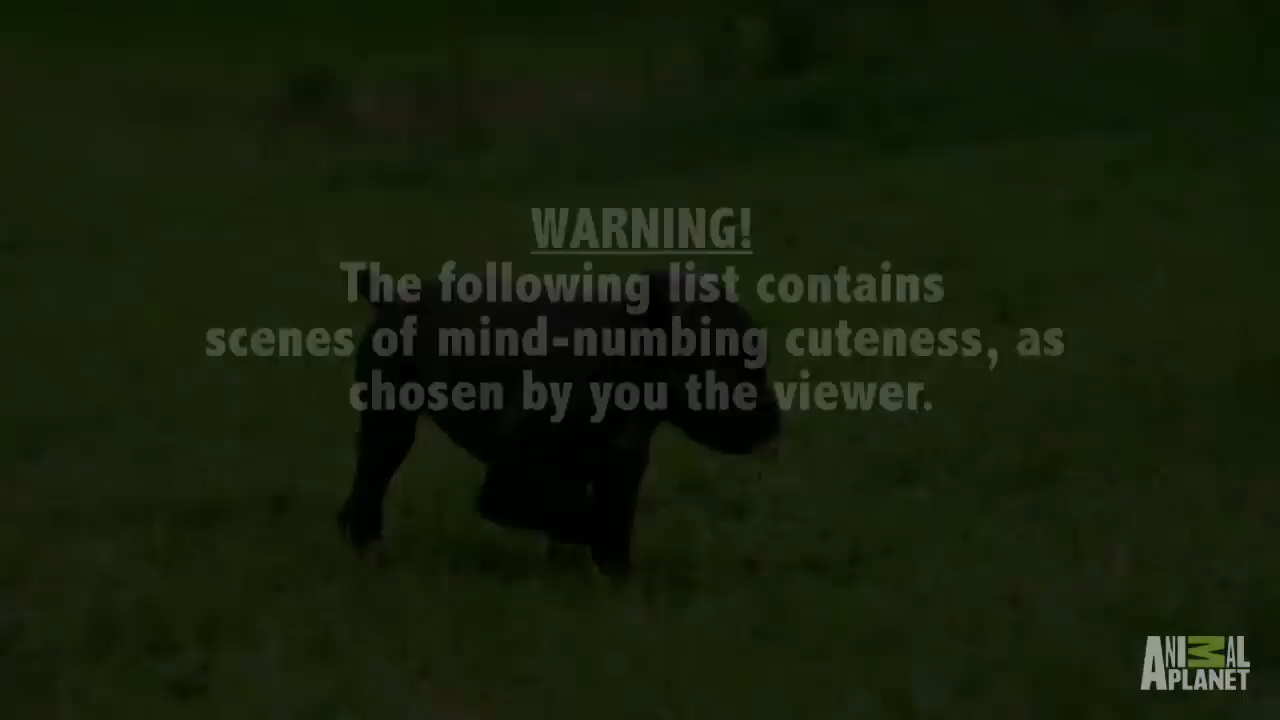 WARNING!
The following list contains
scenes of mind-numbing cuteness, as
chosen by you the viewer.
ANIMAL
PLANET